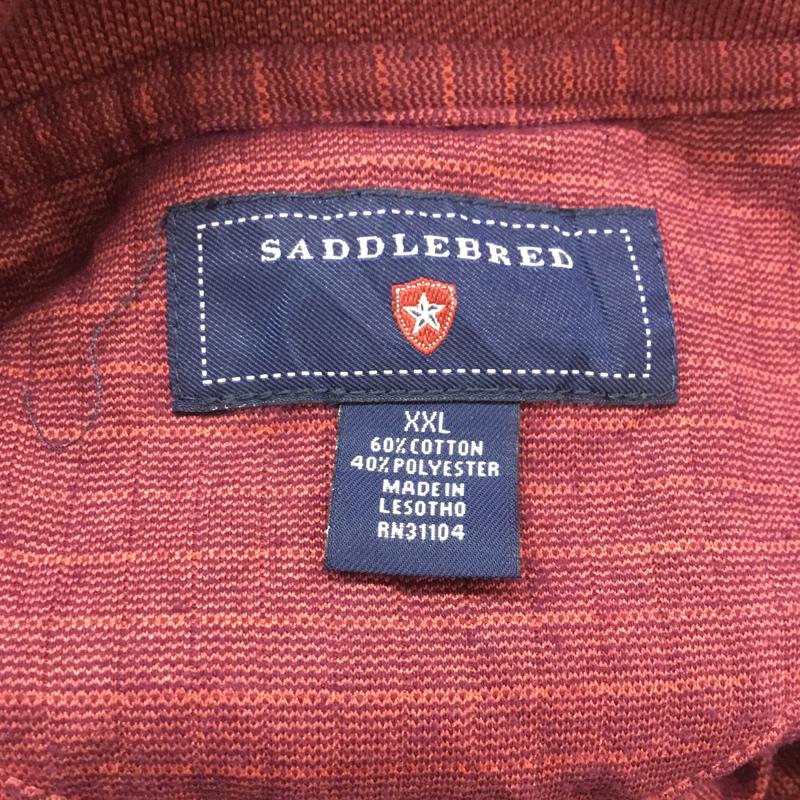 SADDLEBRED
XXL
60% COTTON
40% POLYESTER
MADE IN
LESOTHO
RN31104